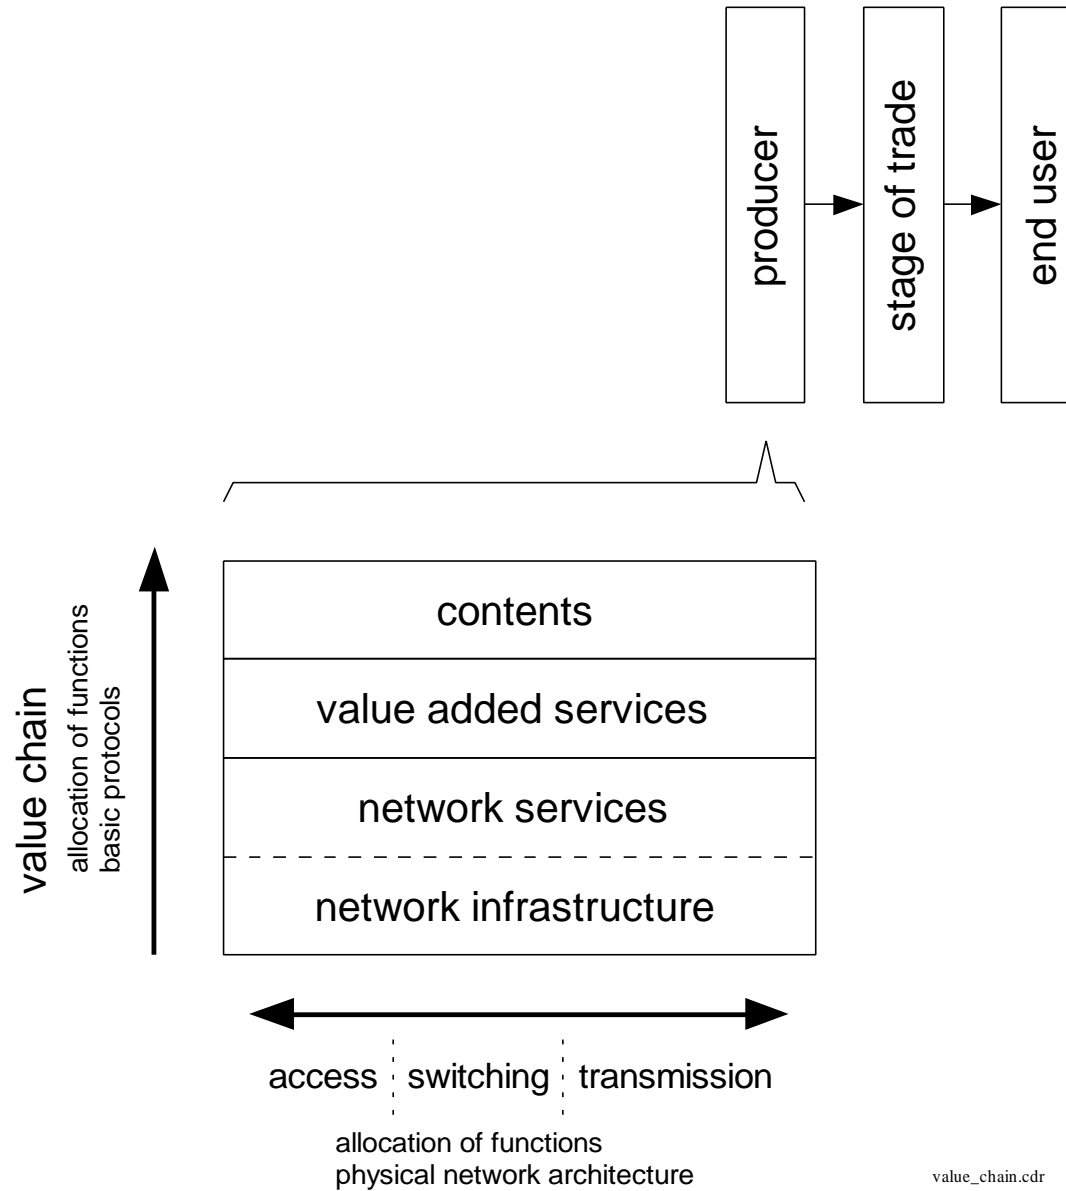 producer
stage of trade
end user
value chain
allocation of functions
basic protocols
contents
value added services
network services
network infrastructure
access switching transmission
allocation of functions
physical network architecture
value_chain.cdr